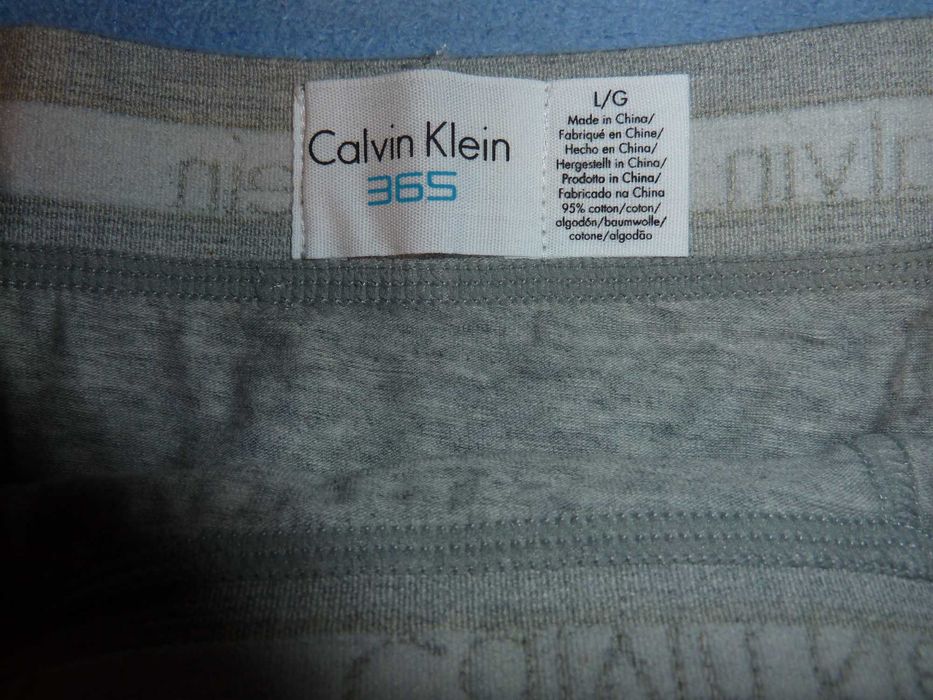 Calvin Klein
365
L/G
Made in China/
Fabriqué en Chine/
Hecho en China/
Hergestellt in China/
Prodotto in China/
Fabricado na China
95% cotton/coton/
algodón/baumwolle/
cotone/algodão